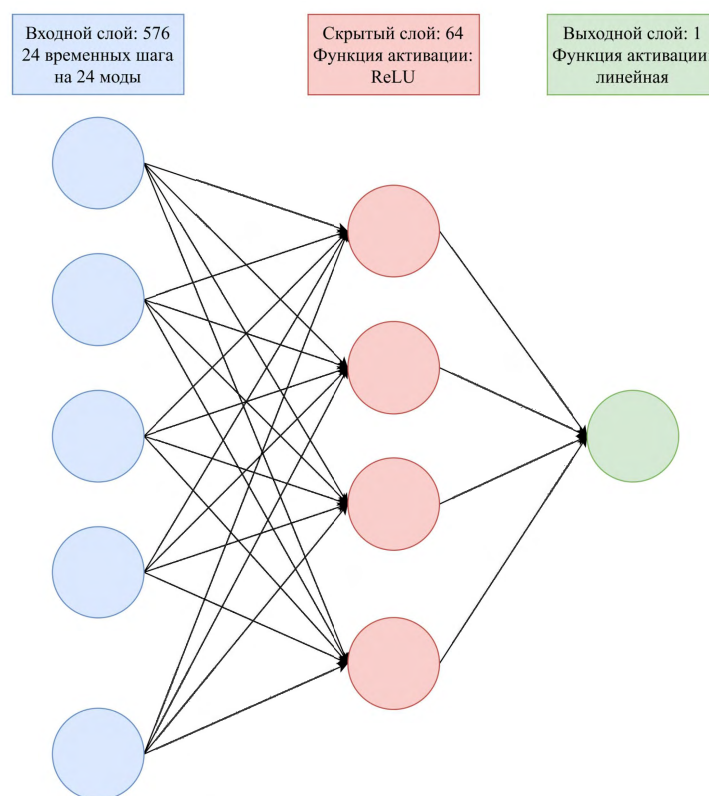 Входной слой: 576
24 временных шага
на 24 моды
Скрытый слой: 64
Функция активации:
ReLU
Выходной слой: 1
Функция активации
линейная